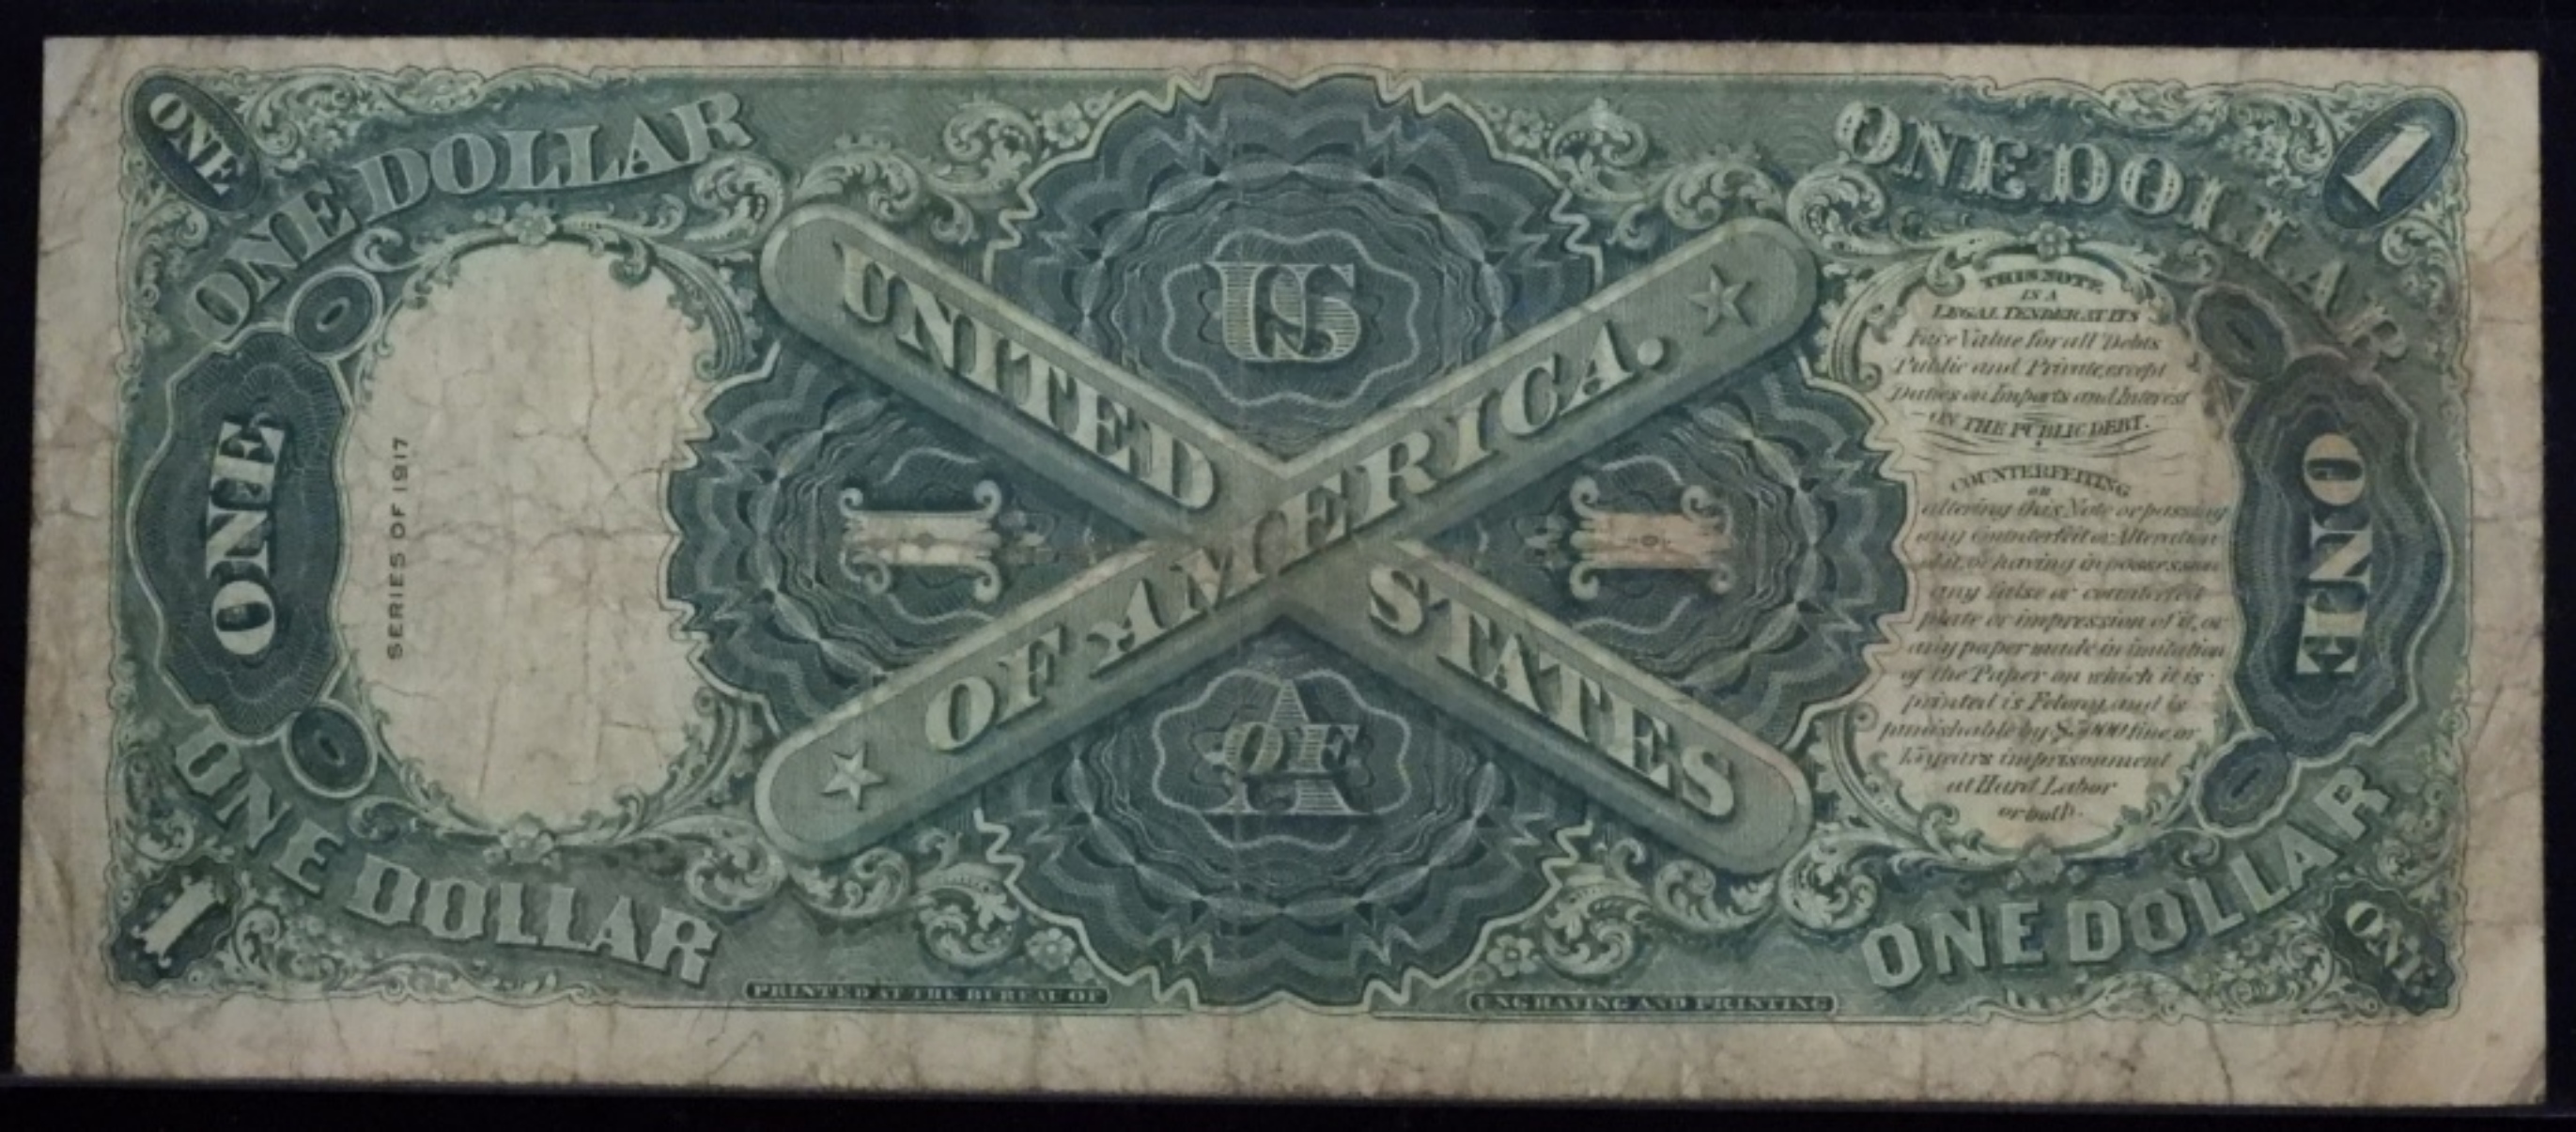 ONE
ONE DOLLAR
ONE DOLLAR
1
US
UNITED
STATES
OF AMERICA.
ONE
SERIES OF 1917
1
1
THIS NOTE
IS A
LEGAL TENDER AT ITS
Face Value for all Debts
Public and Private, except
Duties on Imports and Interest
ON THE PUBLIC DEBT.
COUNTERFEITING
or
altering this Note or passing
any Counterfeit or Alteration
of it, or having in possession
any false or counterfeit
plate or impression of it, or
any paper made in imitation
of the Paper on which it is
printed is Felony, and is
punishable by $5000 fine or
15 years imprisonment
at Hard Labor
or both.
ONE
OF
A
ONE DOLLAR
1
PRINTED AT THE BUREAU OF
ENGRAVING AND PRINTING
ONE DOLLAR
ONE